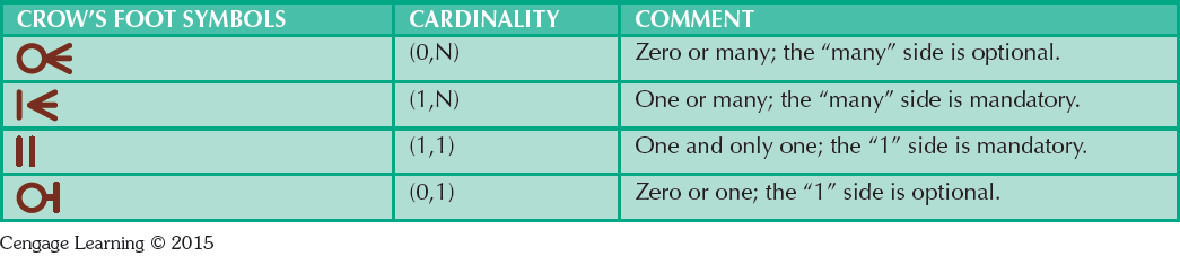 CROW'S FOOT SYMBOLS CARDINALITY COMMENT
(0,N) Zero or many; the “many” side is optional.
(1,N) One or many; the “many” side is mandatory.
(1,1) One and only one; the “1” side is mandatory.
(0,1) Zero or one; the “1” side is optional.
Cengage Learning © 2015